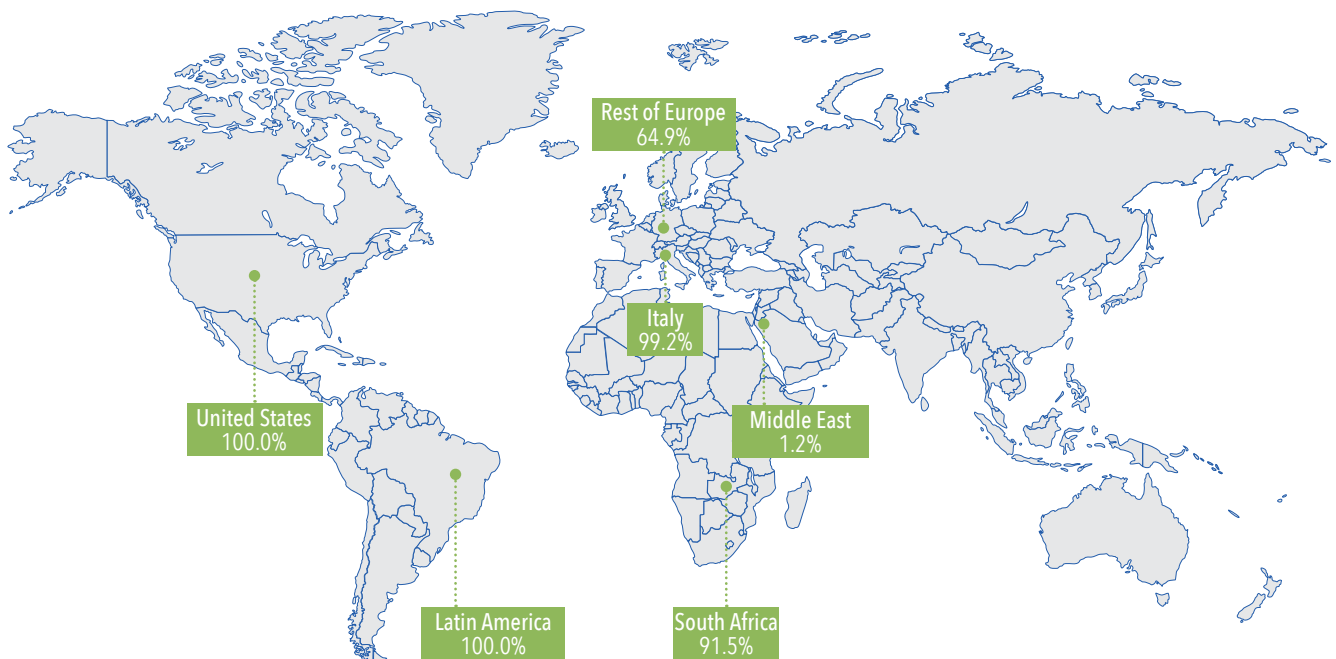 Rest of Europe
64.9%
Italy
99.2%
United States
100.0%
Middle East
1.2%
Latin America
100.0%
South Africa
91.5%